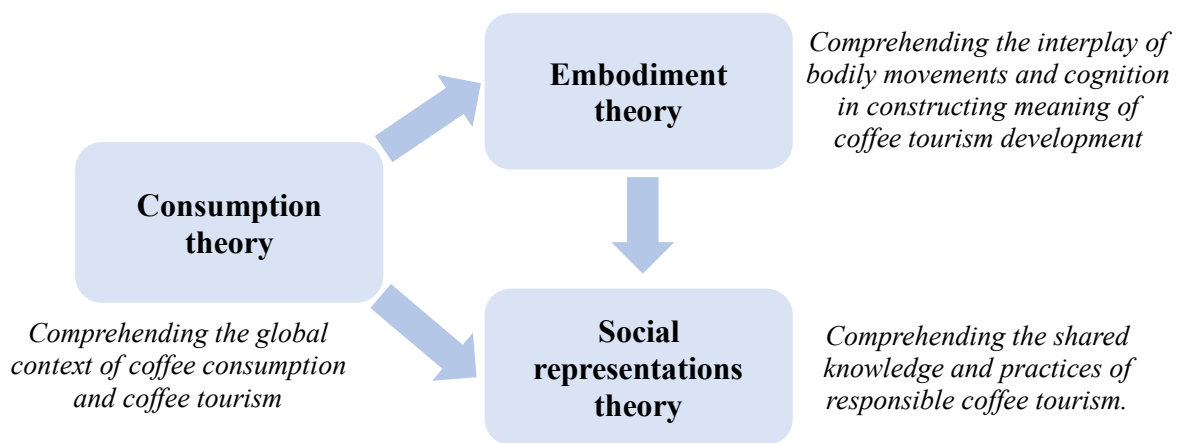 Consumption
theory
Comprehending the global
context of coffee consumption
and coffee tourism
Embodiment
theory
Comprehending the interplay of
bodily movements and cognition
in constructing meaning of
coffee tourism development
Social
representations
theory
Comprehending the shared
knowledge and practices of
responsible coffee tourism.